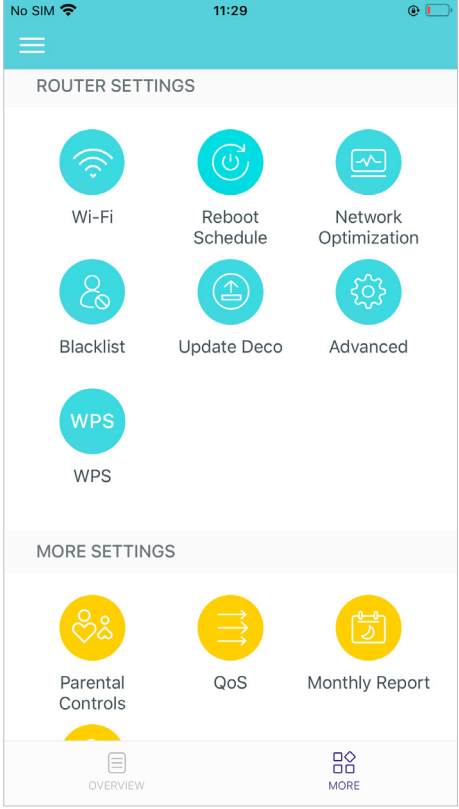 No SIM 11:29
ROUTER SETTINGS
Wi-Fi
Reboot
Schedule
Network
Optimization
Blacklist
Update Deco
Advanced
WPS
WPS
MORE SETTINGS
Parental
Controls
QoS
Monthly Report
OVERVIEW
MORE